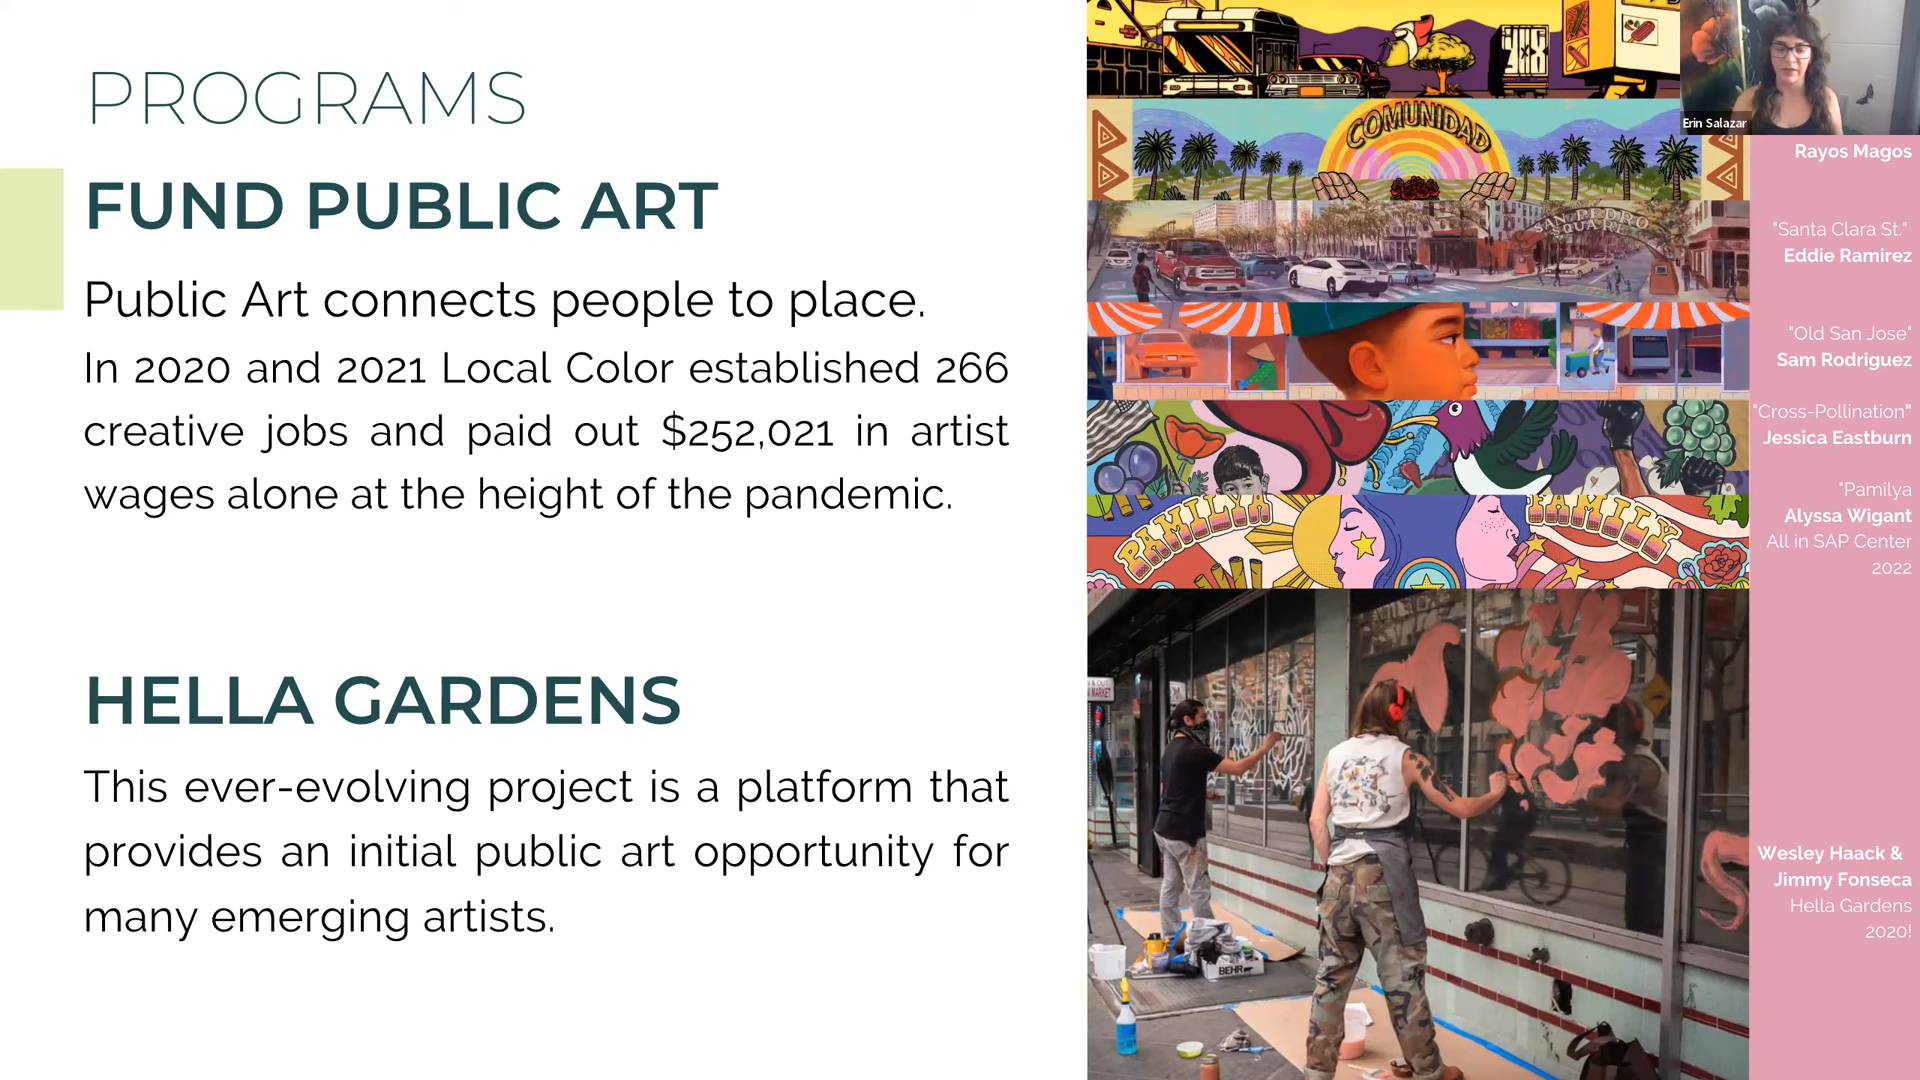 PROGRAMS
FUND PUBLIC ART
Public Art connects people to place.
In 2020 and 2021 Local Color established 266
creative jobs and paid out $252,021 in artist
wages alone at the height of the pandemic.
HELLA GARDENS
This ever-evolving project is a platform that
provides an initial public art opportunity for
many emerging artists.
COMUNIDAD
SAN PEDRO
SQUARE
PAMILYA
FAMILY
MARKET
BEHR
Erin Salazar
Rayos Magos
"Santa Clara St."
Eddie Ramirez
"Old San Jose"
Sam Rodriguez
"Cross-Pollination"
Jessica Eastburn
"Pamilya
Alyssa Wigant
All in SAP Center
2022
Wesley Haack &
Jimmy Fonseca
Hella Gardens
2020!